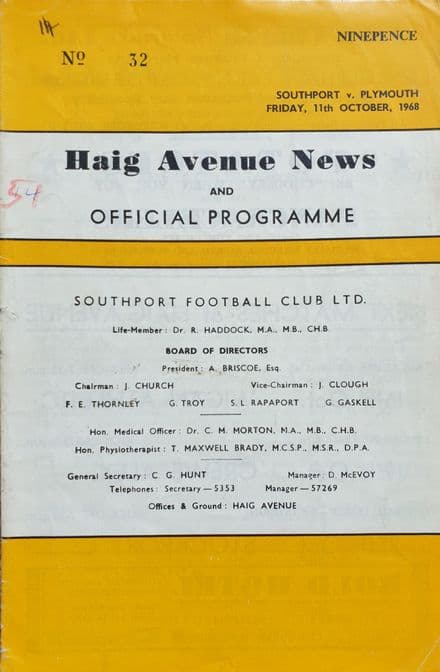 NINEPENCE
Nº 32
SOUTHPORT v. PLYMOUTH
FRIDAY, 11th OCTOBER, 1968
Haig Avenue News
AND
OFFICIAL PROGRAMME
SOUTHPORT FOOTBALL CLUB LTD.
Life-Member : Dr. R. HADDOCK, M.A., M.B., CH.B.
BOARD OF DIRECTORS
President : A. BRISCOE, Esq.
Chairman : J. CHURCH Vice-Chairman : J. CLOUGH
F. E. THORNLEY G. TROY S. L. RAPAPORT G. GASKELL
Hon. Medical Officer : Dr. C. M. MORTON, M.A., M.B., C.H.B.
Hon. Physiotherapist : T. MAXWELL BRADY, M.C.S.P., M.S.R., D.P.A.
General Secretary : C. G. HUNT Manager : D. McEVOY
Telephones : Secretary — 5353 Manager — 57269
Offices & Ground : HAIG AVENUE